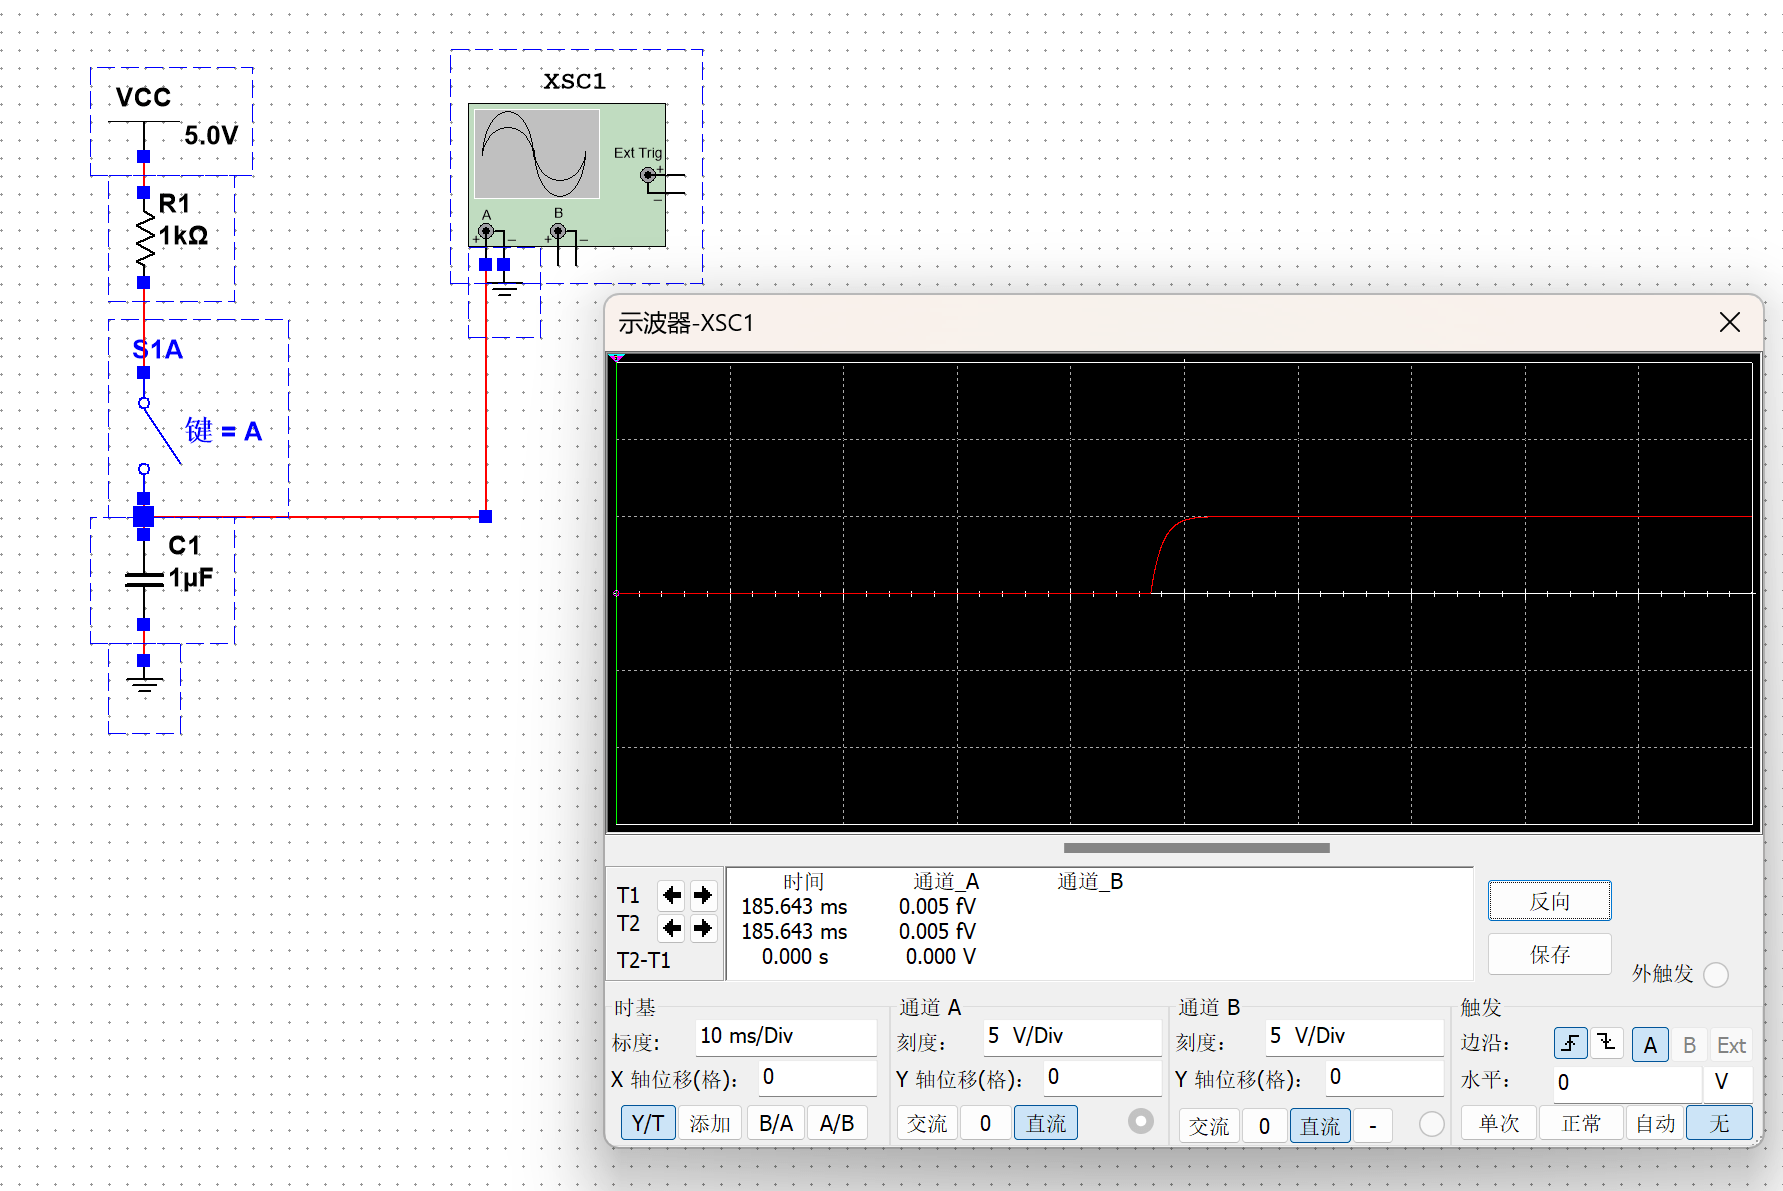 VCC
5.0V
R1
1kΩ
S1A
键 = A
C1
1µF
XSC1
Ext Trig
+
−
A
B
+
−
+
−
示波器-XSC1
时间 通道_A 通道_B
T1 185.643 ms 0.005 fV
T2 185.643 ms 0.005 fV
T2-T1 0.000 s 0.000 V
反向
保存
外触发
时基
标度: 10 ms/Div
X 轴位移(格): 0
Y/T 添加 B/A A/B
通道 A
刻度: 5 V/Div
Y 轴位移(格): 0
交流 0 直流
通道 B
刻度: 5 V/Div
Y 轴位移(格): 0
交流 0 直流 -
触发
边沿: A B Ext
水平: 0 V
单次 正常 自动 无